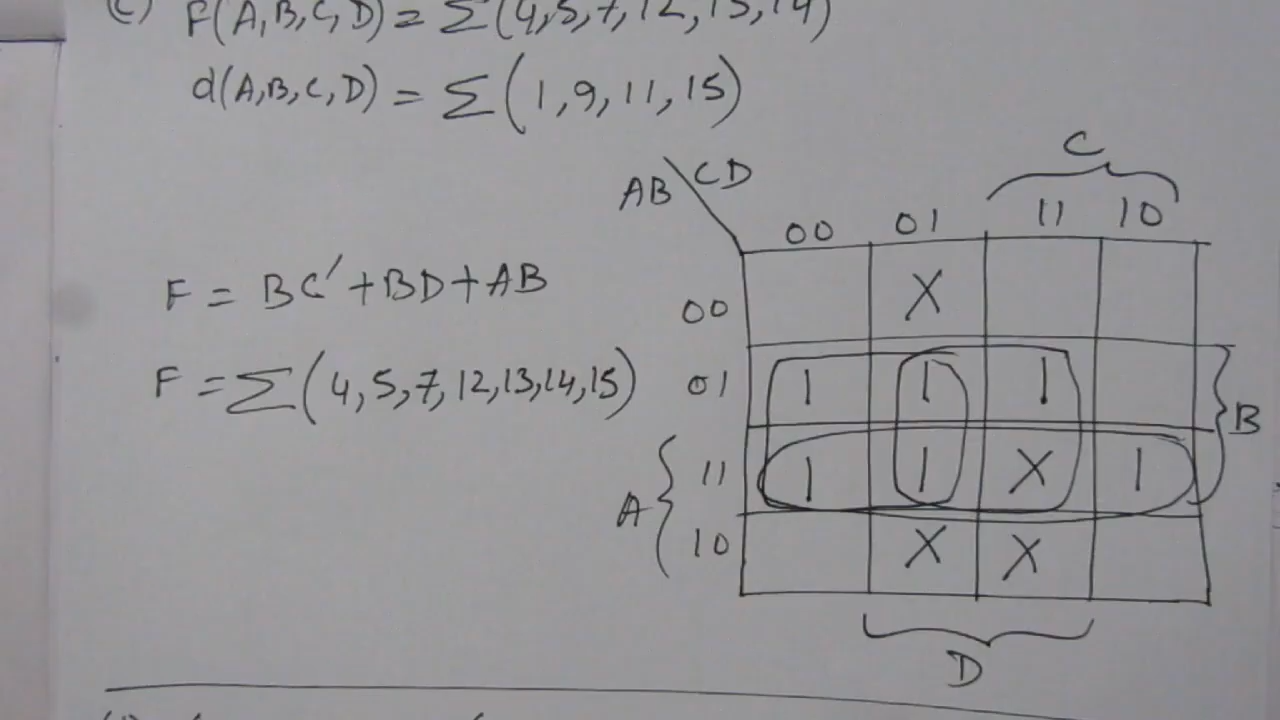 c) F(A,B,C,D) = Σ(4,5,7,12,13,14)
d(A,B,C,D) = Σ(1,9,11,15)
C
AB CD
00 01 11 10
F = BC′+BD+AB
00 X
F = Σ(4,5,7,12,13,14,15)
01 1 1 1
B
A
11 1 1 X 1
10 X X
D